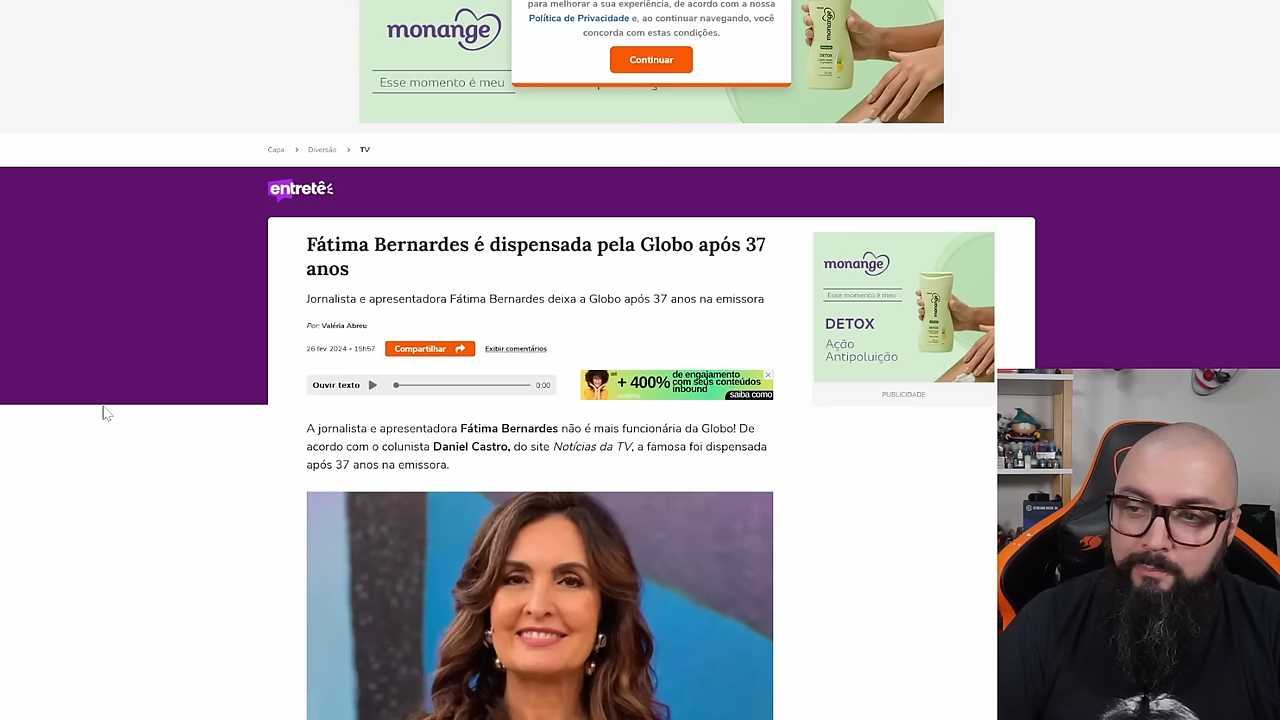 para melhorar a sua experiência, de acordo com a nossa
Política de Privacidade e, ao continuar navegando, você
concorda com estas condições.
Continuar
monange
Esse momento é meu
Capa > Diversão > TV
entretê
Fátima Bernardes é dispensada pela Globo após 37
anos
Jornalista e apresentadora Fátima Bernardes deixa a Globo após 37 anos na emissora
Por: Valéria Abreu
26 fev 2024 • 15h57
Compartilhar
Exibir comentários
Ouvir texto
0:00
+ 400%
de engajamento
com seus conteúdos
inbound
saiba como
monange
Esse momento é meu
DETOX
Ação
Antipoluição
PUBLICIDADE
A jornalista e apresentadora Fátima Bernardes não é mais funcionária da Globo! De
acordo com o colunista Daniel Castro, do site Notícias da TV, a famosa foi dispensada
após 37 anos na emissora.